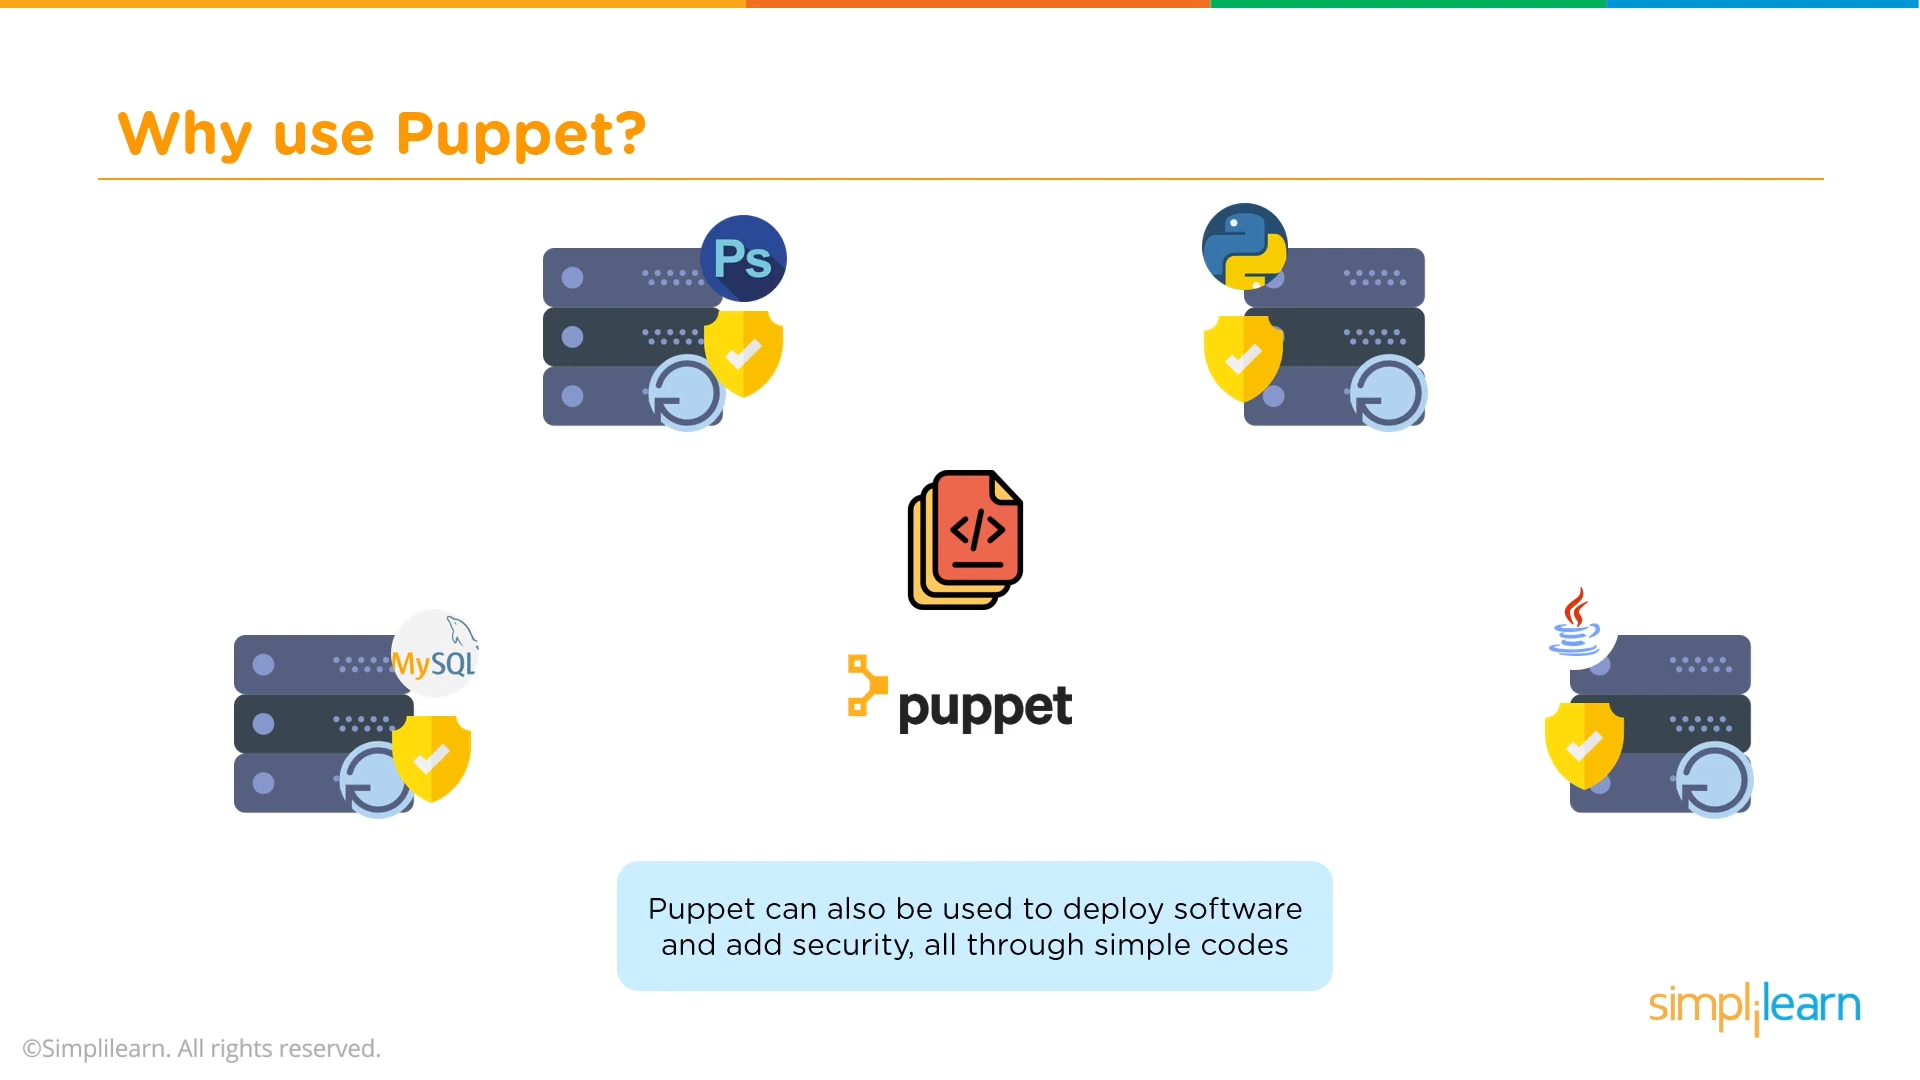 Why use Puppet?
Ps
</>
MySQL
puppet
Puppet can also be used to deploy software
and add security, all through simple codes
simplilearn
©Simplilearn. All rights reserved.